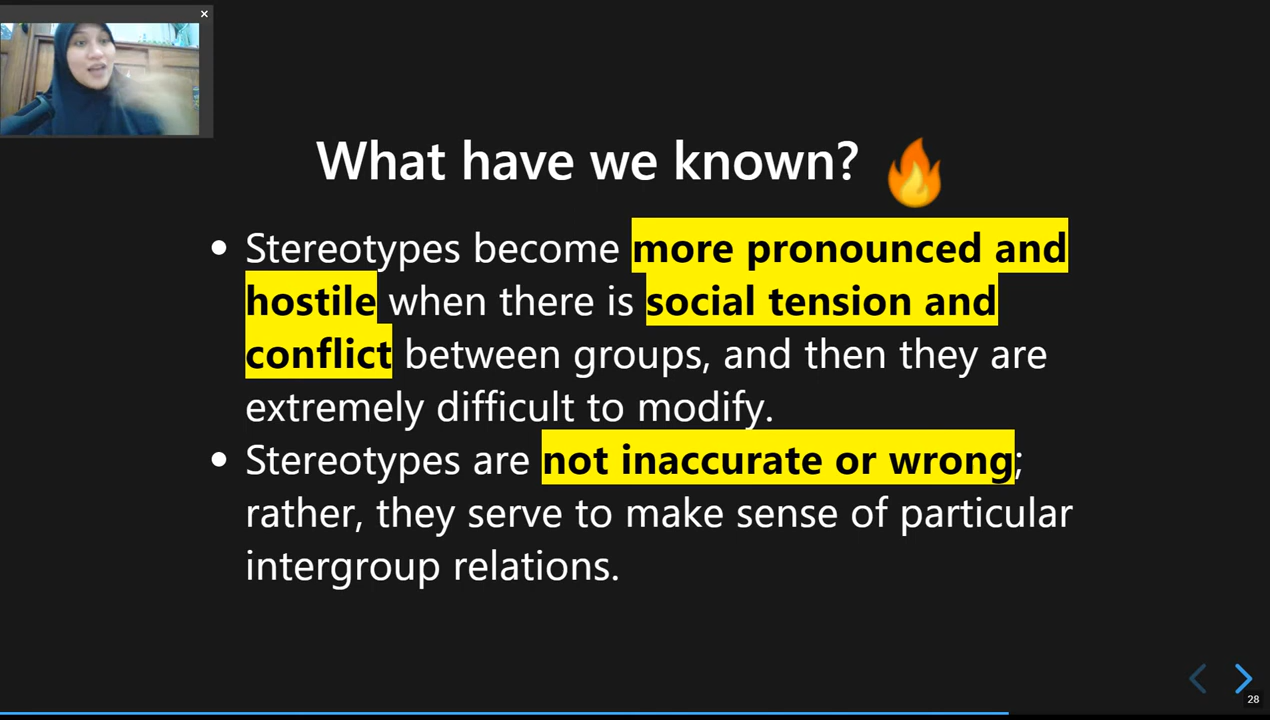 ×
What have we known? 🔥
• Stereotypes become more pronounced and
hostile when there is social tension and
conflict between groups, and then they are
extremely difficult to modify.
• Stereotypes are not inaccurate or wrong;
rather, they serve to make sense of particular
intergroup relations.
28